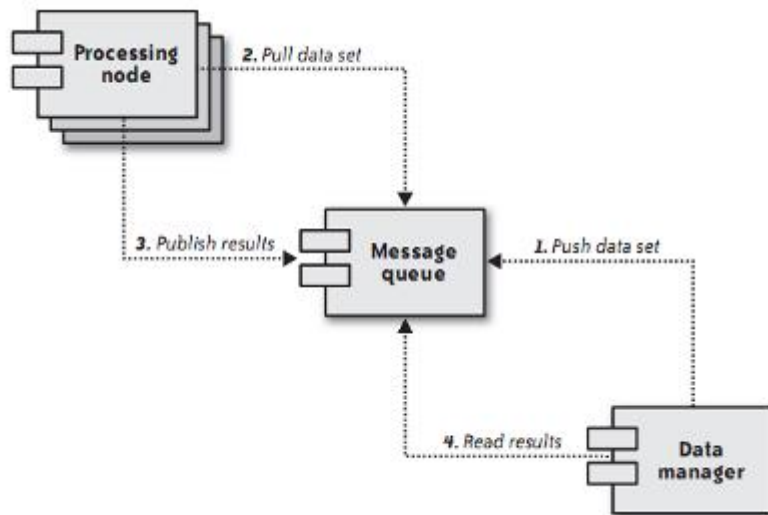 Processing
node
2. Pull data set
3. Publish results
Message
queue
1. Push data set
4. Read results
Data
manager